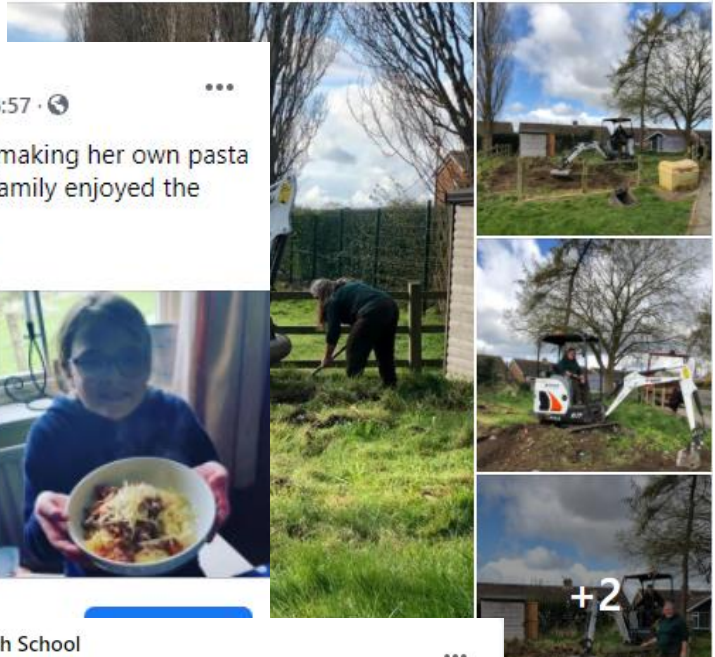 :57 ·
making her own pasta
amily enjoyed the
+2
h School